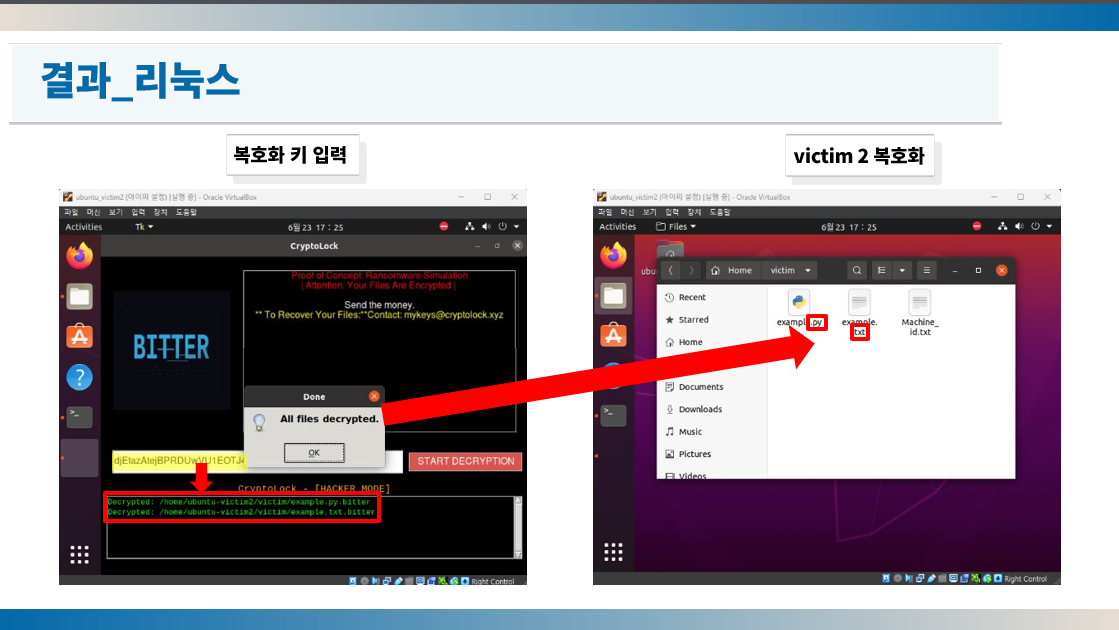 결과_리눅스
복호화 키 입력
victim 2 복호화
ubuntu_victim2 (마이피 설정) [실행 중] - Oracle VirtualBox
파일 머신 보기 입력 장치 도움말
Activities Tk 6월 23 17 : 25
CryptoLock
Proof of Concept: Ransomware Simulation
| Attention: Your Files Are Encrypted |
Send the money.
** To Recover Your Files:**Contact: mykeys@cryptolock.xyz
BITTER
Done
All files decrypted.
OK
START DECRYPTION
CryptoLock - [HACKER MODE]
Decrypted: /home/ubuntu-victim2/victim/example.py.bitter
Decrypted: /home/ubuntu-victim2/victim/example.txt.bitter
Right Control
ubuntu_victim2 (마이피 설정) [실행 중] - Oracle VirtualBox
파일 머신 보기 입력 장치 도움말
Activities Files 6월 23 17 : 25
ubu
Home victim
Recent
Starred
Home
Documents
Downloads
Music
Pictures
Videos
example.py
example.
txt
Machine_
id.txt
Right Control